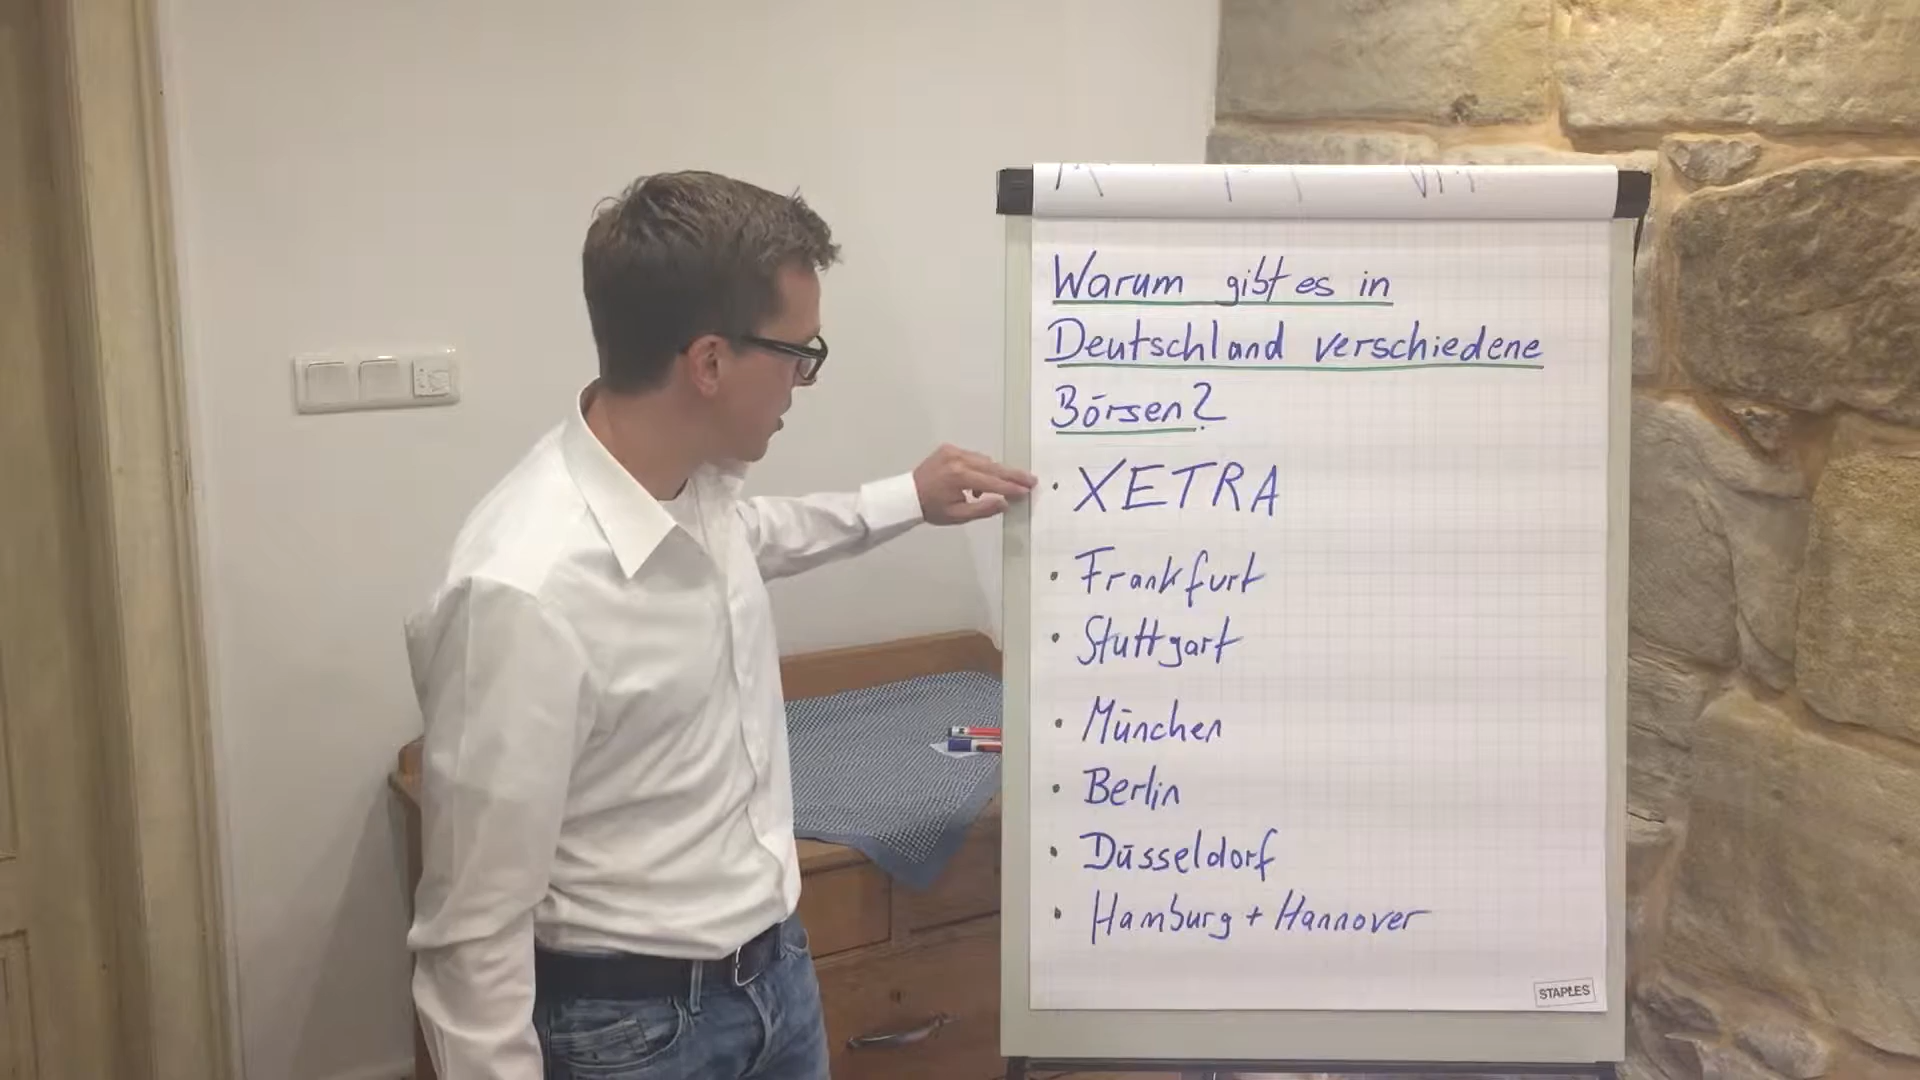 Warum gibt es in
Deutschland verschiedene
Börsen?
· XETRA
· Frankfurt
· Stuttgart
· München
· Berlin
· Düsseldorf
· Hamburg + Hannover
STAPLES